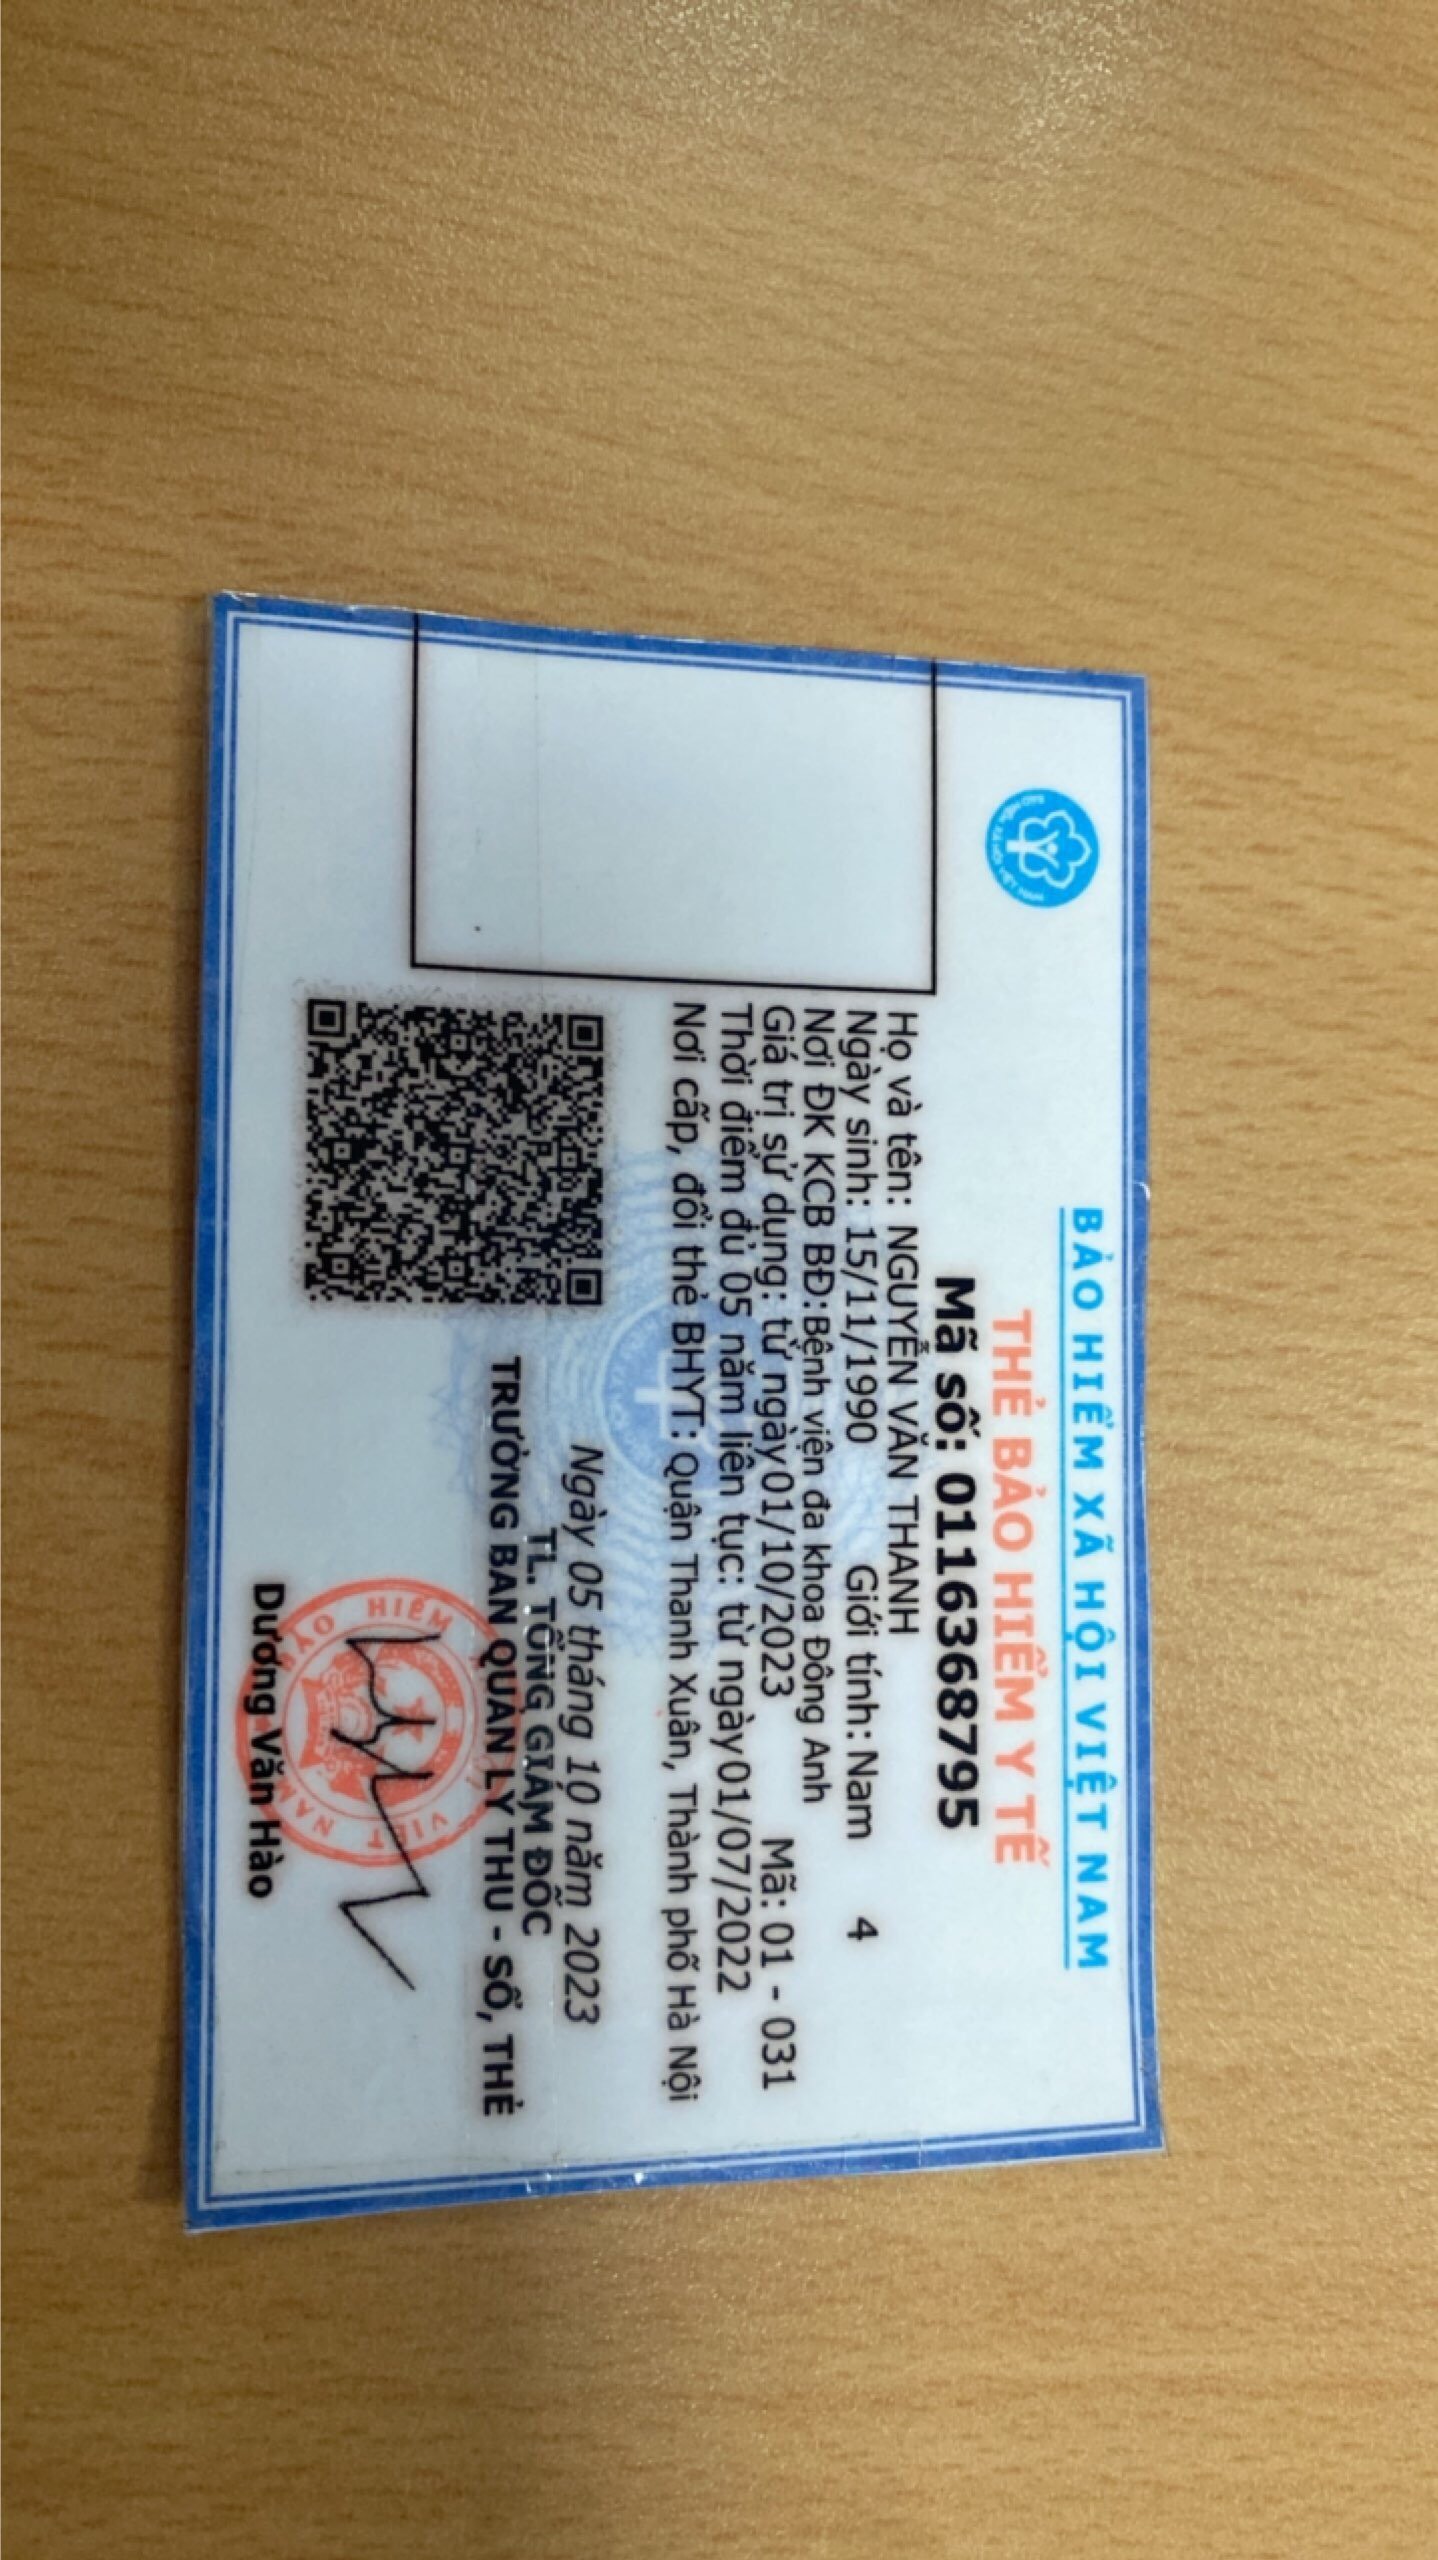 BẢO HIỂM XÃ HỘI VIỆT NAM
THẺ BẢO HIỂM Y TẾ
Mã số: 0116368795
Họ và tên: NGUYỄN VĂN THANH
Ngày sinh: 15/11/1990 Giới tính: Nam 4
Nơi ĐK KCB BĐ:Bệnh viện đa khoa Đông Anh
Giá trị sử dụng: từ ngày01/10/2023 Mã: 01 - 031
Thời điểm đủ 05 năm liên tục: từ ngày01/07/2022
Nơi cấp, đổi thẻ BHYT: Quận Thanh Xuân, Thành phố Hà Nội
Ngày 05 tháng 10 năm 2023
TL. TỔNG GIÁM ĐỐC
TRƯỞNG BAN QUẢN LÝ THU - SỔ, THẺ
BẢO HIỂM
VIỆT NAM
Dương Văn Hào